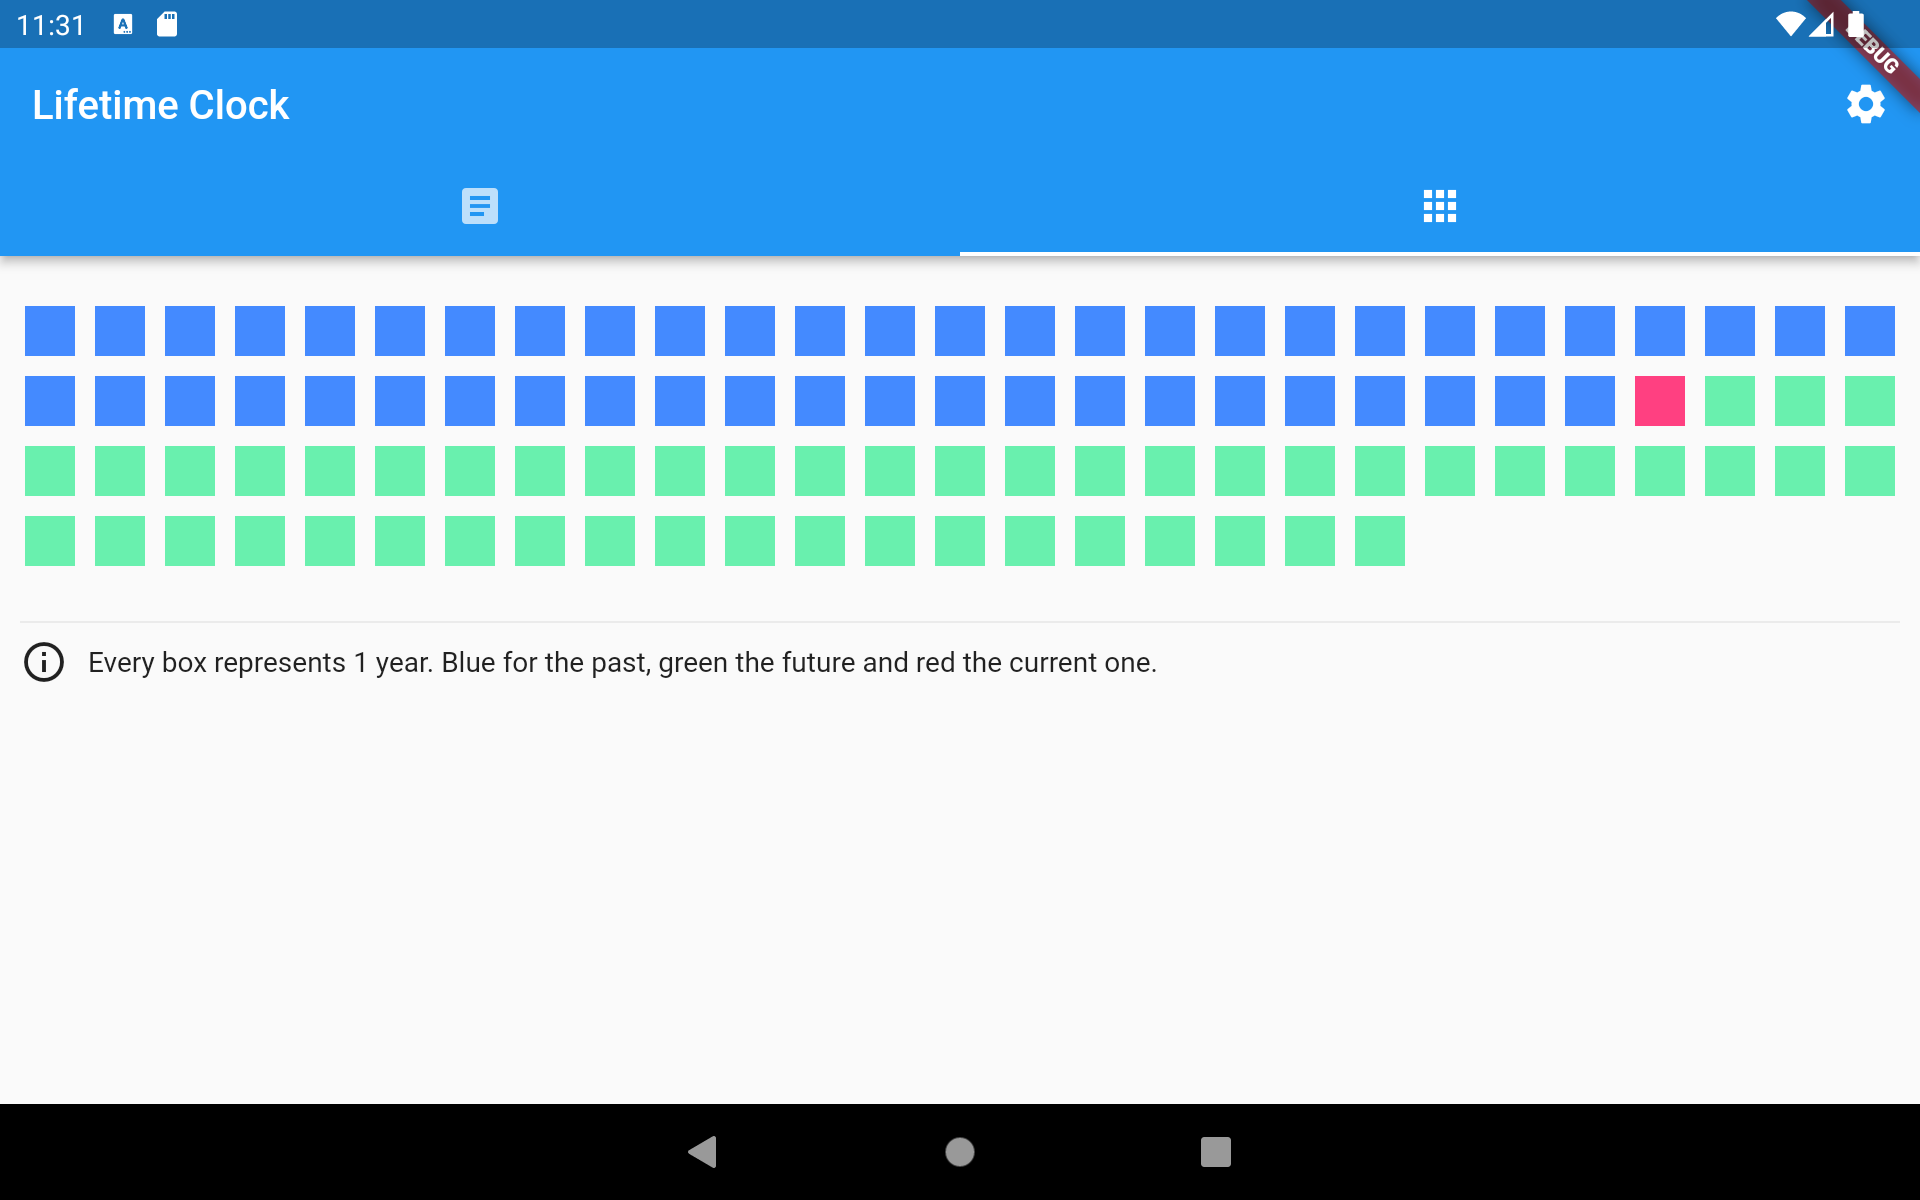 11:31
Lifetime Clock
Every box represents 1 year. Blue for the past, green the future and red the current one.